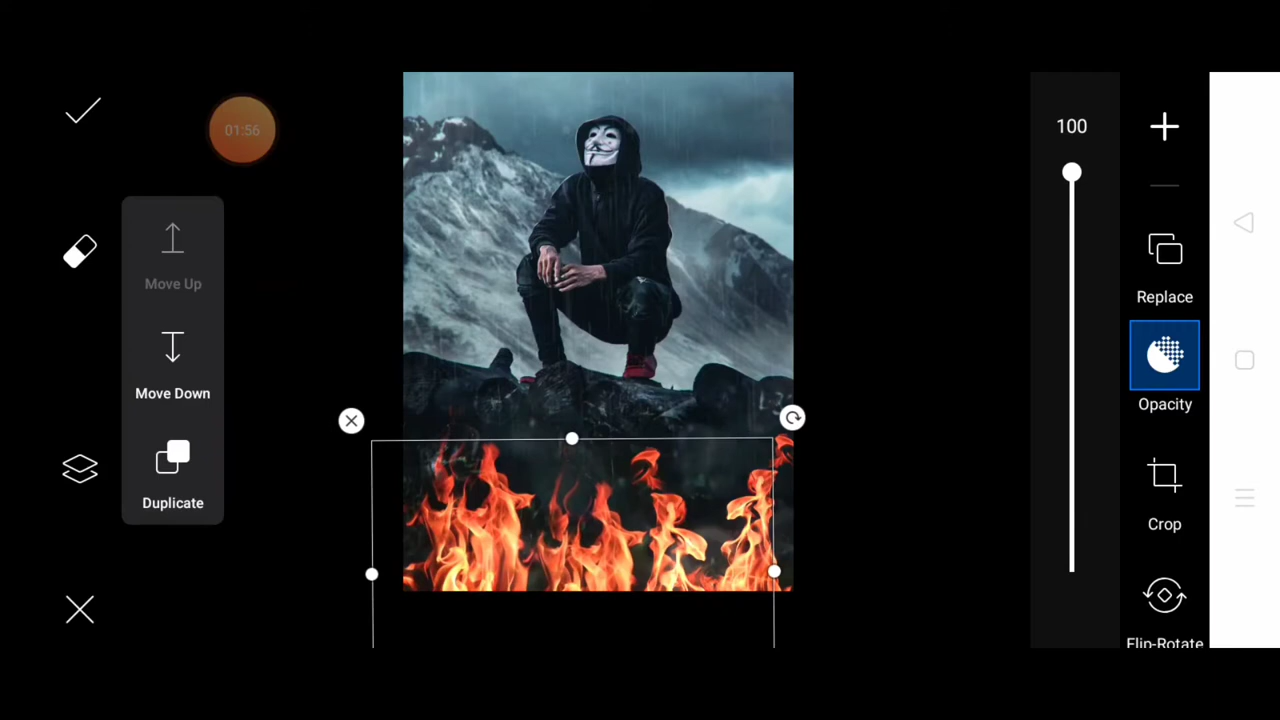 01:56
100
Move Up
Replace
Move Down
Opacity
Duplicate
Crop
Flip-Rotate